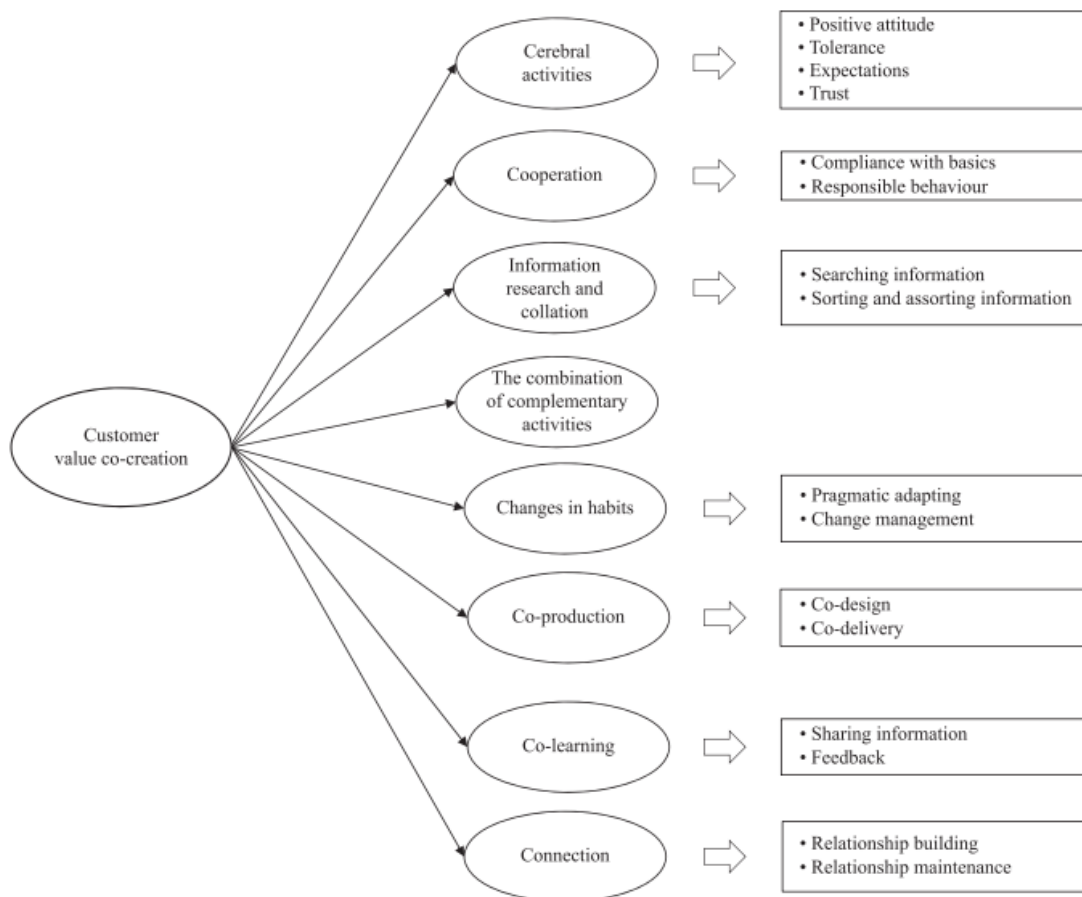 Cerebral
activities
• Positive attitude
• Tolerance
• Expectations
• Trust
Cooperation
• Compliance with basics
• Responsible behaviour
Information
research and
collation
• Searching information
• Sorting and assorting information
The combination
of complementary
activities
Customer
value co-creation
Changes in habits
• Pragmatic adapting
• Change management
Co-production
• Co-design
• Co-delivery
Co-learning
• Sharing information
• Feedback
Connection
• Relationship building
• Relationship maintenance